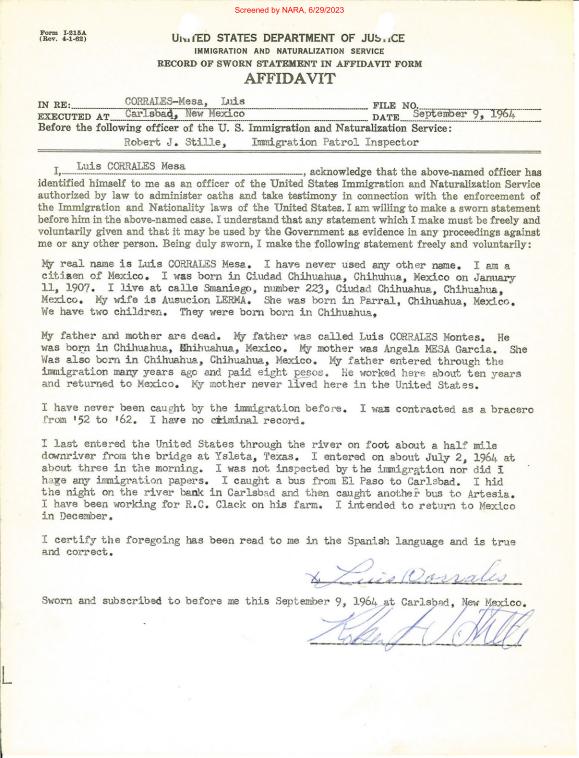 Screened by NARA, 6/29/2023
Form I-215A
(Rev. 4-1-62)
UNITED STATES DEPARTMENT OF JUSTICE
IMMIGRATION AND NATURALIZATION SERVICE
RECORD OF SWORN STATEMENT IN AFFIDAVIT FORM
AFFIDAVIT
IN RE: CORRALES-Mesa, Luis FILE NO.
EXECUTED AT Carlsbad, New Mexico DATE September 9, 1964
Before the following officer of the U. S. Immigration and Naturalization Service:
Robert J. Stille, Immigration Patrol Inspector
I, Luis CORRALES Mesa, acknowledge that the above-named officer has
identified himself to me as an officer of the United States Immigration and Naturalization Service
authorized by law to administer oaths and take testimony in connection with the enforcement of
the Immigration and Nationality laws of the United States. I am willing to make a sworn statement
before him in the above-named case. I understand that any statement which I make must be freely and
voluntarily given and that it may be used by the Government as evidence in any proceedings against
me or any other person. Being duly sworn, I make the following statement freely and voluntarily:
My real name is Luis CORRALES Mesa. I have never used any other name. I am a
citizen of Mexico. I was born in Ciudad Chihuahua, Chihuhua, Mexico on January
11, 1907. I live at calle Smaniego, number 223, Ciudad Chihuahua, Chihuahua,
Mexico. My wife is Ausucion LERMA. She was born in Parral, Chihuahua, Mexico.
We have two children. They were born born in Chihuahua,
My father and mother are dead. My father was called Luis CORRALES Montes. He
was born in Chihuahua, Chihuahua, Mexico. My mother was Angela MESA Garcia. She
Was also born in Chihuahua, Chihuahua, Mexico. My father entered through the
immigration many years ago and paid eight pesos. He worked here about ten years
and returned to Mexico. My mother never lived here in the United States.
I have never been caught by the immigration before. I was contracted as a bracero
from '52 to '62. I have no criminal record.
I last entered the United States through the river on foot about a half mile
downriver from the bridge at Ysleta, Texas. I entered on about July 2, 1964 at
about three in the morning. I was not inspected by the immigration nor did I
have any immigration papers. I caught a bus from El Paso to Carlsbad. I hid
the night on the river bank in Carlsbad and then caught another bus to Artesia.
I have been working for R.C. Clack on his farm. I intended to return to Mexico
in December.
I certify the foregoing has been read to me in the Spanish language and is true
and correct.
x Luis Corrales
Sworn and subscribed to before me this September 9, 1964 at Carlsbad, New Mexico.
Robert J Stille